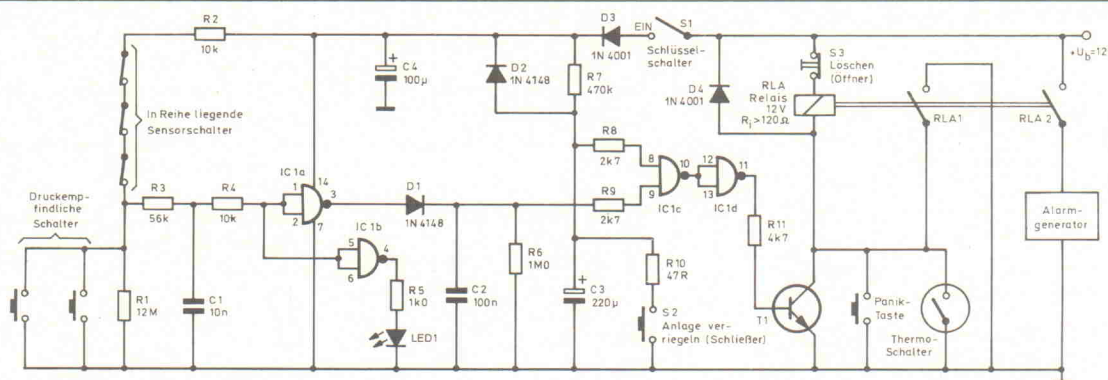 R2
10k
In Reihe liegende
Sensorschalter
C4
+
100µ
D2
1N 4148
R7
470k
D3
1N 4001
EIN
S1
Schlüssel-
schalter
D4
1N 4001
S3
Löschen
(Öffner)
RLA
Relais
12V
Ri>120Ω
RLA1
RLA 2
+Ub=12
Druckemp-
findliche
Schalter
R3
56k
R4
10k
IC1a
1
2
14
3
7
D1
1N 4148
IC1b
5
6
4
R5
1k0
LED1
R1
12M
C1
10n
C2
100n
R6
1M0
R8
2k7
R9
2k7
8
9
10
IC1c
12
13
11
IC1d
C3
+
220µ
R10
47R
S2
Anlage ver-
riegeln (Schließer)
R11
4k7
T1
Panik-
Taste
Thermo-
Schalter
Alarm-
generator